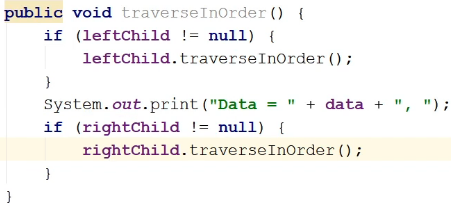 public void traverseInOrder() {
    if (leftChild != null) {
        leftChild.traverseInOrder();
    }
    System.out.print("Data = " + data + ", ");
    if (rightChild != null) {
        rightChild.traverseInOrder();
    }
}